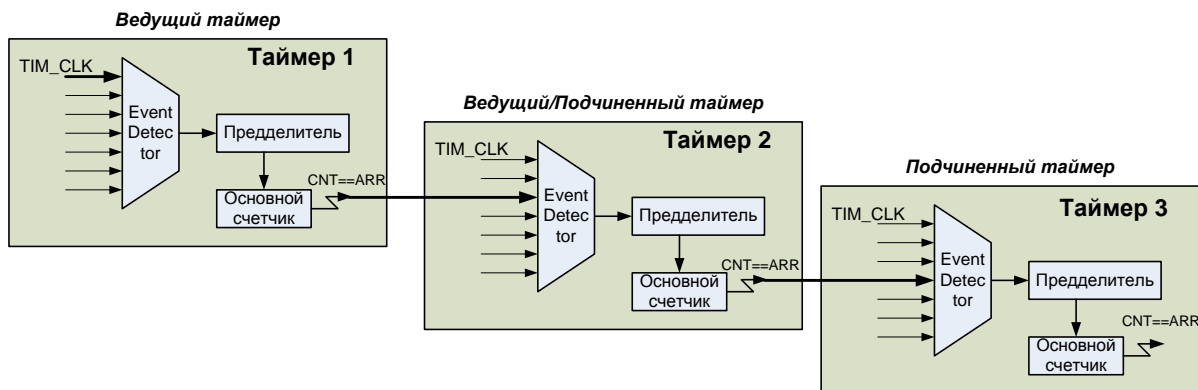 Ведущий таймер
Таймер 1
TIM_CLK
Event
Detec
tor
Предделитель
Основной
счетчик
CNT==ARR
Ведущий/Подчиненный таймер
Таймер 2
TIM_CLK
Event
Detec
tor
Предделитель
Основной
счетчик
CNT==ARR
Подчиненный таймер
Таймер 3
TIM_CLK
Event
Detec
tor
Предделитель
Основной
счетчик
CNT==ARR